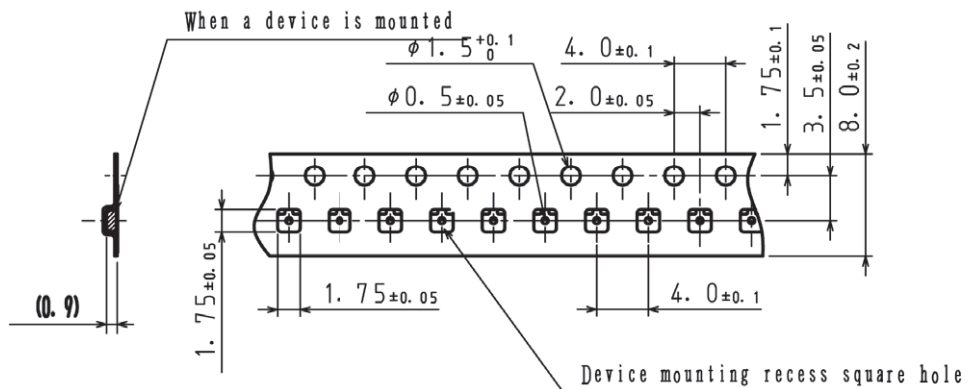 When a device is mounted
φ1.5 +0.1 0
4.0±0.1
φ0.5±0.05
2.0±0.05
1.75±0.1
3.5±0.05
8.0±0.2
1.75±0.05
(0.9)
1.75±0.05
4.0±0.1
Device mounting recess square hole